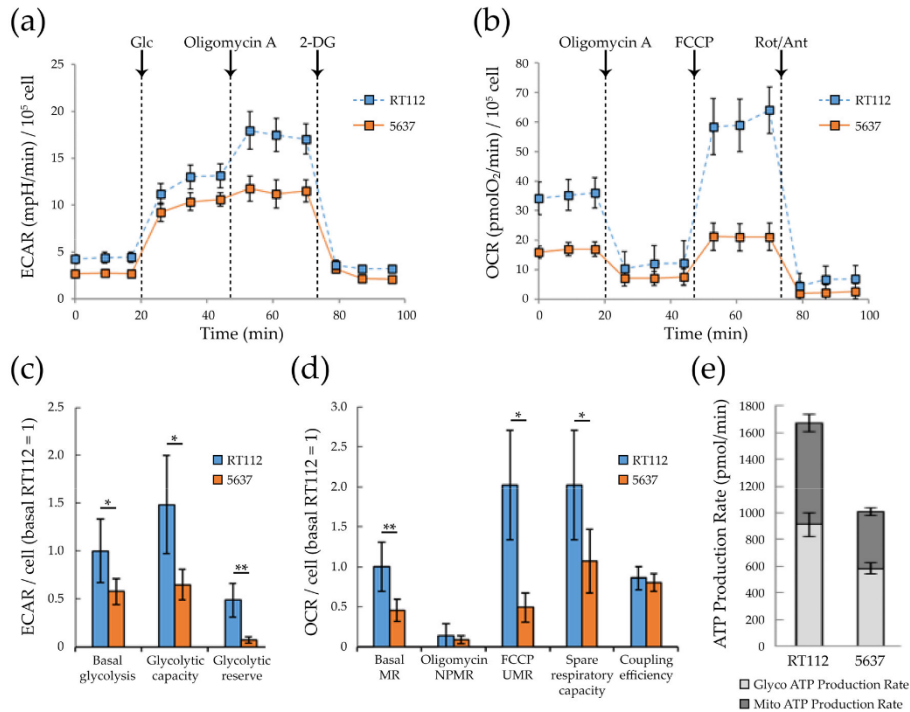 (a)
Glc Oligomycin A 2-DG
ECAR (mpH/min) / 10⁵ cell
25
20
15
10
5
0
0 20 40 60 80 100
Time (min)
RT112
5637
(b)
Oligomycin A FCCP Rot/Ant
OCR (pmolO₂/min) / 10⁵ cell
80
70
60
50
40
30
20
10
0
0 20 40 60 80 100
Time (min)
RT112
5637
(c)
ECAR / cell (basal RT112 = 1)
2.5
2.0
1.5
1.0
0.5
0
* * **
RT112
5637
Basal glycolysis
Glycolytic capacity
Glycolytic reserve
(d)
OCR / cell (basal RT112 = 1)
3.0
2.5
2.0
1.5
1.0
0.5
0
** * *
RT112
5637
Basal MR
Oligomycin NPMR
FCCP UMR
Spare respiratory capacity
Coupling efficiency
(e)
ATP Production Rate (pmol/min)
1800
1600
1400
1200
1000
800
600
400
200
0
RT112 5637
Glyco ATP Production Rate
Mito ATP Production Rate